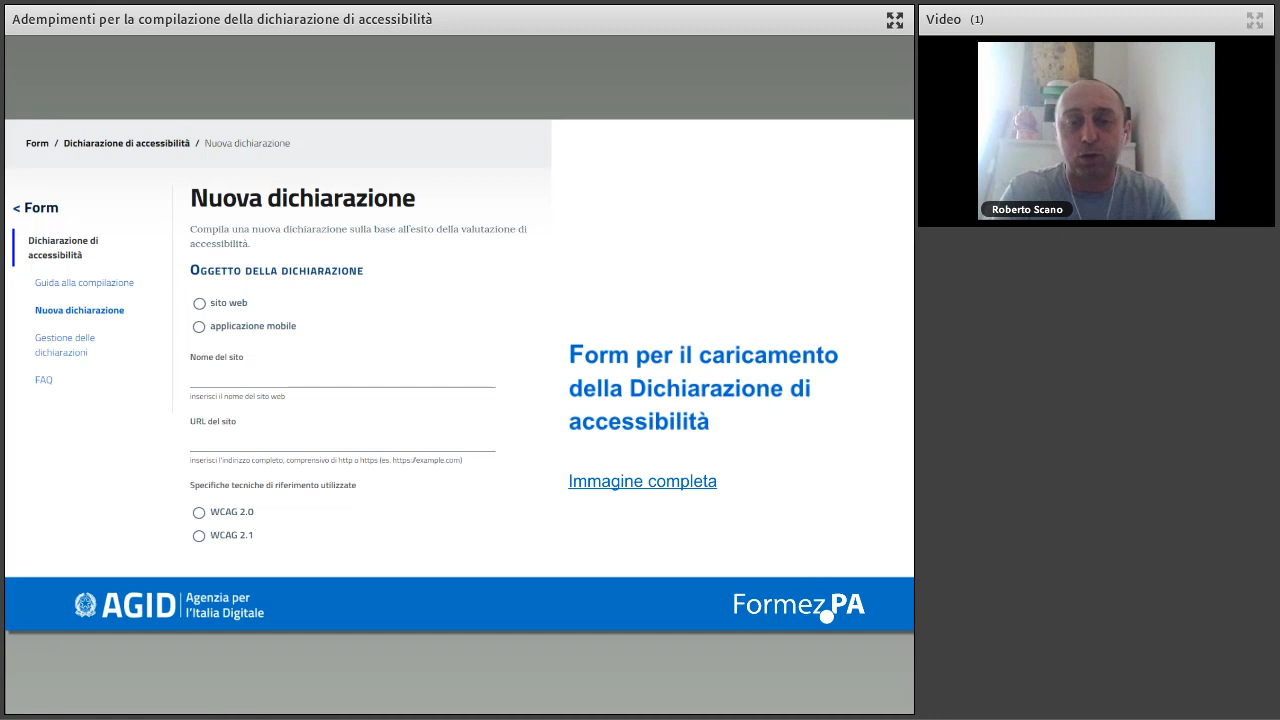 Adempimenti per la compilazione della dichiarazione di accessibilità
Video (1)
Roberto Scano
Form / Dichiarazione di accessibilità / Nuova dichiarazione
< Form
Dichiarazione di
accessibilità
Guida alla compilazione
Nuova dichiarazione
Gestione delle
dichiarazioni
FAQ
Nuova dichiarazione
Compila una nuova dichiarazione sulla base all'esito della valutazione di
accessibilità.
OGGETTO DELLA DICHIARAZIONE
sito web
applicazione mobile
Nome del sito
inserisci il nome del sito web
URL del sito
inserisci l'indirizzo completo, comprensivo di http o https (es. https://example.com)
Specifiche tecniche di riferimento utilizzate
WCAG 2.0
WCAG 2.1
Form per il caricamento
della Dichiarazione di
accessibilità
Immagine completa
AGID
Agenzia per
l'Italia Digitale
Formez PA